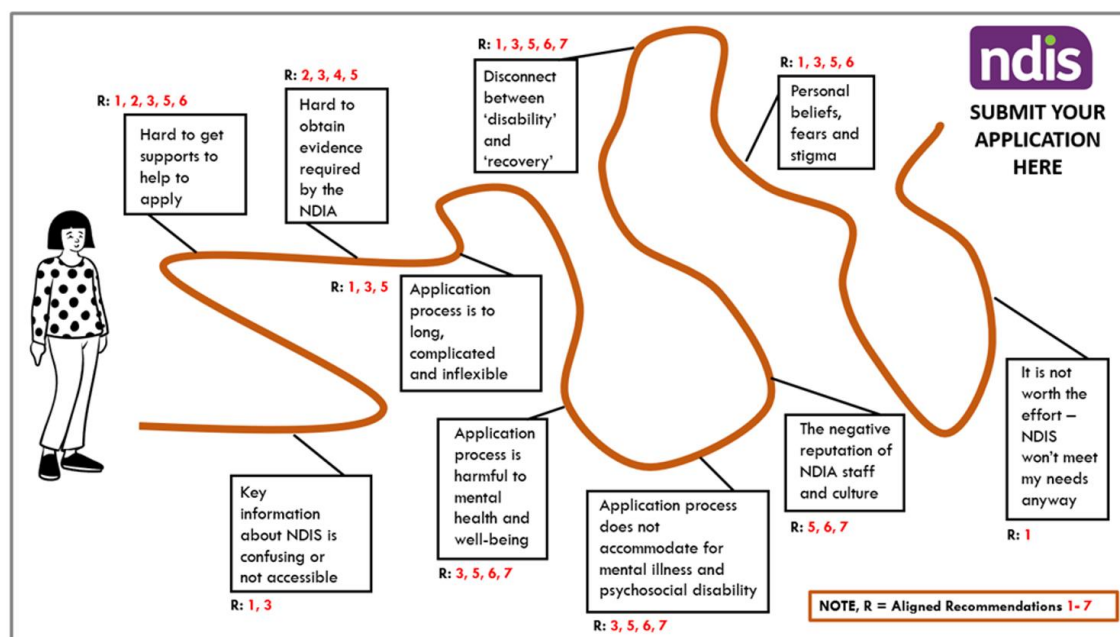 R: 1, 2, 3, 5, 6
Hard to get
supports to
help to
apply
R: 2, 3, 4, 5
Hard to
obtain
evidence
required
by the
NDIA
R: 1, 3, 5, 6, 7
Disconnect
between
‘disability’
and
‘recovery’
R: 1, 3, 5, 6
Personal
beliefs,
fears and
stigma
ndis
SUBMIT YOUR
APPLICATION
HERE
R: 1, 3, 5
Application
process is to
long,
complicated
and inflexible
Key
information
about NDIS is
confusing or
not accessible
R: 1, 3
Application
process is
harmful to
mental
health and
well-being
R: 3, 5, 6, 7
Application process
does not
accommodate for
mental illness and
psychosocial disability
R: 3, 5, 6, 7
The negative
reputation of
NDIA staff
and culture
R: 5, 6, 7
It is not
worth the
effort –
NDIS
won’t meet
my needs
anyway
R: 1
NOTE, R = Aligned Recommendations 1- 7